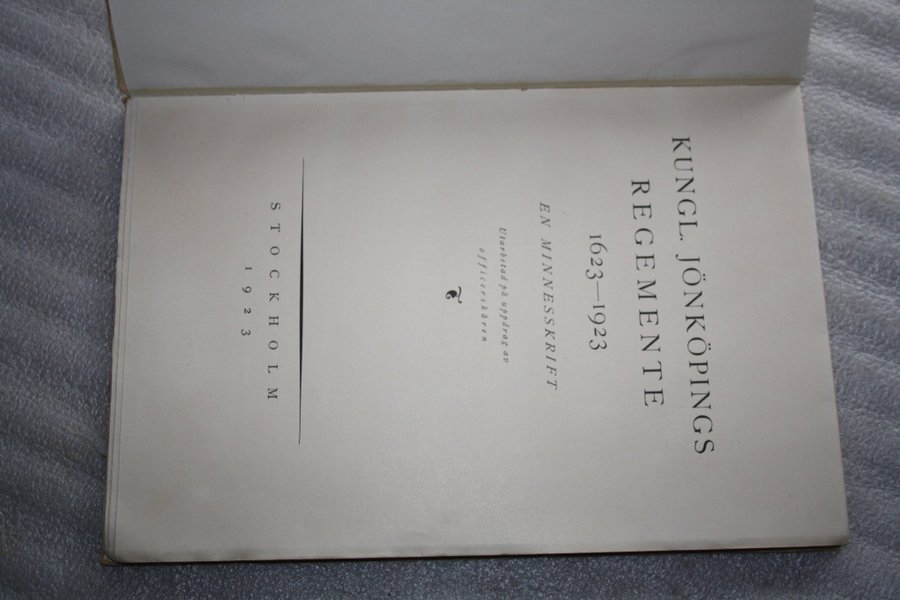 KUNGL. JÖNKÖPINGS
REGEMENTE
1623—1923
EN MINNESSKRIFT
Utarbetad på uppdrag av
officerskåren
STOCKHOLM
1923